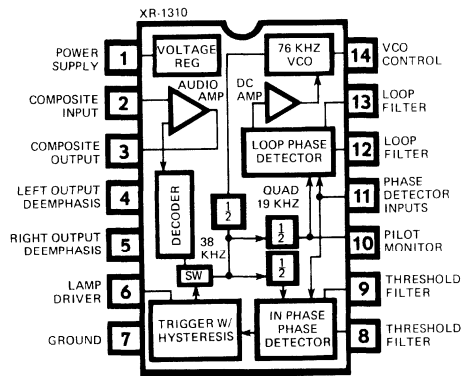 XR-1310
POWER
SUPPLY
1
VOLTAGE
REG
76 KHZ
VCO
14
VCO
CONTROL
COMPOSITE
INPUT
2
AUDIO
AMP
DC
AMP
13
LOOP
FILTER
COMPOSITE
OUTPUT
3
LOOP PHASE
DETECTOR
12
LOOP
FILTER
LEFT OUTPUT
DEEMPHASIS
4
DECODER
1/2
QUAD
19 KHZ
11
PHASE
DETECTOR
INPUTS
RIGHT OUTPUT
DEEMPHASIS
5
38
KHZ
1/2
10
PILOT
MONITOR
LAMP
DRIVER
6
SW
1/2
9
THRESHOLD
FILTER
GROUND
7
TRIGGER W/
HYSTERESIS
IN PHASE
PHASE
DETECTOR
8
THRESHOLD
FILTER